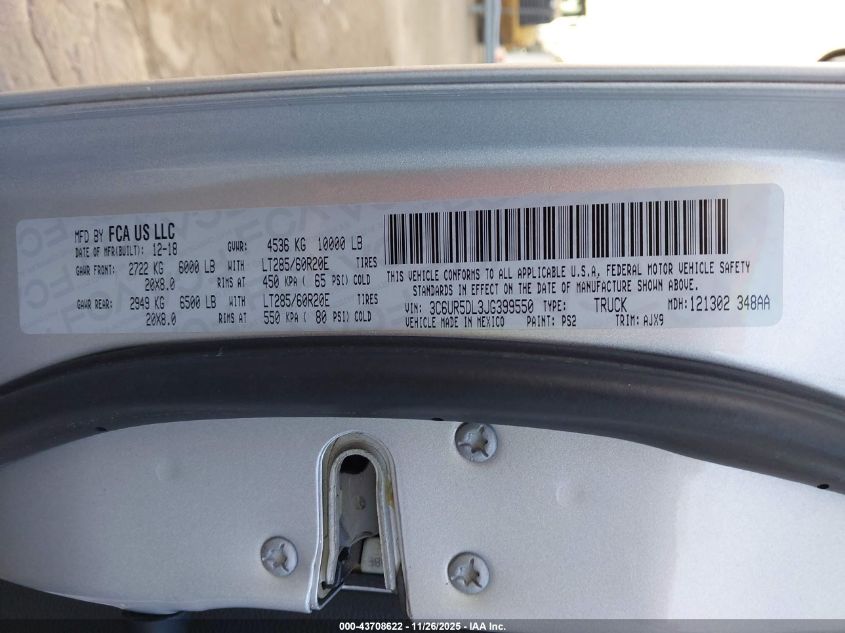 MFD BY FCA US LLC
DATE OF MFR(BUILT): 12-18 GVWR: 4536 KG 10000 LB
GAWR FRONT: 2722 KG 6000 LB WITH LT285/60R20E TIRES
20X8.0 RIMS AT 450 KPA ( 65 PSI) COLD
GAWR REAR: 2949 KG 6500 LB WITH LT285/60R20E TIRES
20X8.0 RIMS AT 550 KPA ( 80 PSI) COLD
THIS VEHICLE CONFORMS TO ALL APPLICABLE U.S.A. FEDERAL MOTOR VEHICLE SAFETY
STANDARDS IN EFFECT ON THE DATE OF MANUFACTURE SHOWN ABOVE.
VIN: 3C6UR5DL3JG399550 TYPE: TRUCK MDH: 121302 348AA
VEHICLE MADE IN MEXICO PAINT: PS2 TRIM: AJX9
000-43708622 - 11/26/2025 - IAA Inc.